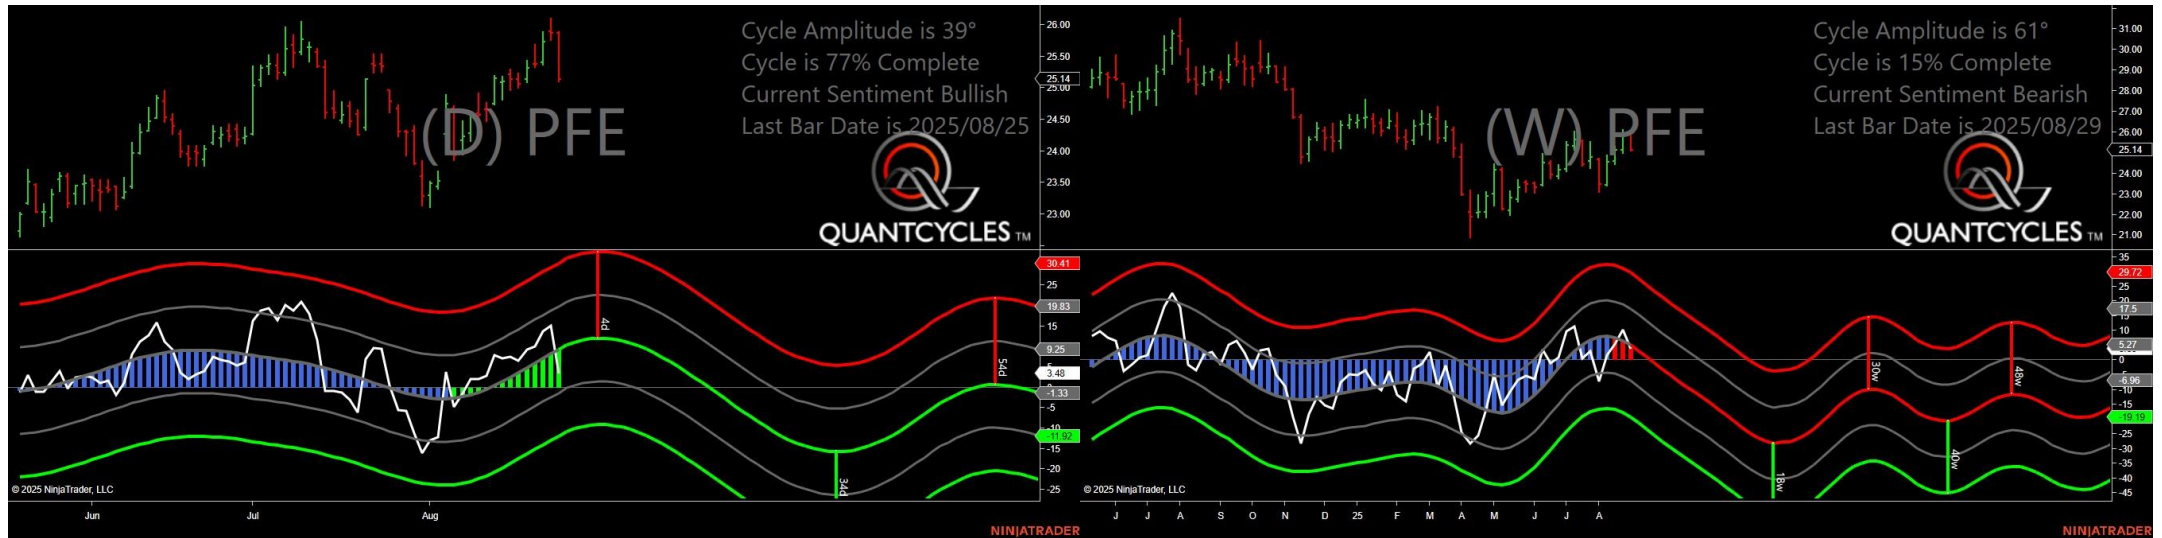 Cycle Amplitude is 39°
Cycle is 77% Complete
Current Sentiment Bullish
Last Bar Date is 2025/08/25
(D) PFE
QUANTCYCLES TM
26.00
25.50
25.14
25.00
24.50
24.00
23.50
23.00
30.41
25
19.83
15
9.25
3.48
-1.33
-5
-10
-11.92
-15
-20
-25
4d
34d
54d
© 2025 NinjaTrader, LLC
Jun Jul Aug
NINJATRADER
Cycle Amplitude is 61°
Cycle is 15% Complete
Current Sentiment Bearish
Last Bar Date is 2025/08/29
(W) PFE
QUANTCYCLES TM
31.00
30.00
29.00
28.00
27.00
26.00
25.14
24.00
23.00
22.00
21.00
35
29.72
25
20
17.5
15
10
5.27
0
-6.96
-10
-15
-19.19
-25
-30
-35
-40
-45
18w
30w
40w
48w
© 2025 NinjaTrader, LLC
J J A S O N D 25 F M A M J J A
NINJATRADER